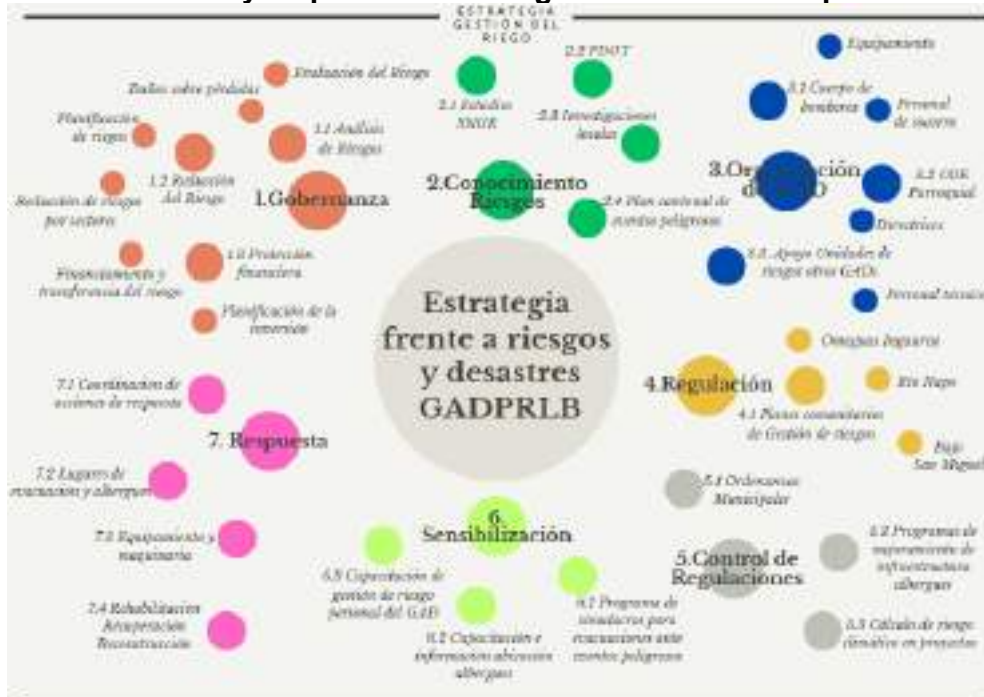 ESTRATEGIA
GESTIÓN DEL
RIEGO
Estrategia
frente a riesgos
y desastres
GADPRLB
1.Gobernanza
1.1 Análisis
de Riesgos
Evaluación del Riesgo
Datos sobre pérdidas
1.2 Reducción
del Riesgo
Planificación
de riegos
Reducción de riesgos
por sectores
1.3 Protección
financiera
Financiamiento y
transferencia del riesgo
Planificación de la
inversión
2.Conocimiento
Riesgos
2.1 Estudios
2.2 PDOT
2.3 Investigaciones
locales
2.4 Plan cantonal de
eventos peligrosos
3.Organización
3.1 Cuerpo de
bomberos
Equipamiento
Personal
3.2 COE
Parroquial
Directrices
3.3. Apoyo Unidades de
riesgos otros GADs
Personal técnico
4.Regulación
4.1 Planes comunitarios
de Gestión de riesgos
Rio Napo
Bajo
San Miguel
5.Control de
Regulaciones
5.1 Ordenanzas
Municipales
5.2 Programas de
mejoramiento de
infraestructura
albergues
5.3 Cálculo de riesgo
climático en proyectos
6.
Sensibilización
6.1 Programa de
simulacros para
evacuaciones ante
eventos peligrosos
6.2 Capacitación e
información ubicación
albergues
6.3 Capacitación de
gestión de riesgo
personal del GAD
7. Respuesta
7.1 Coordinación de
acciones de respuesta
7.2 Lugares de
evacuación y albergues
7.3 Equipamiento y
maquinaria
7.4 Rehabilitación
Recuperación
Reconstrucción